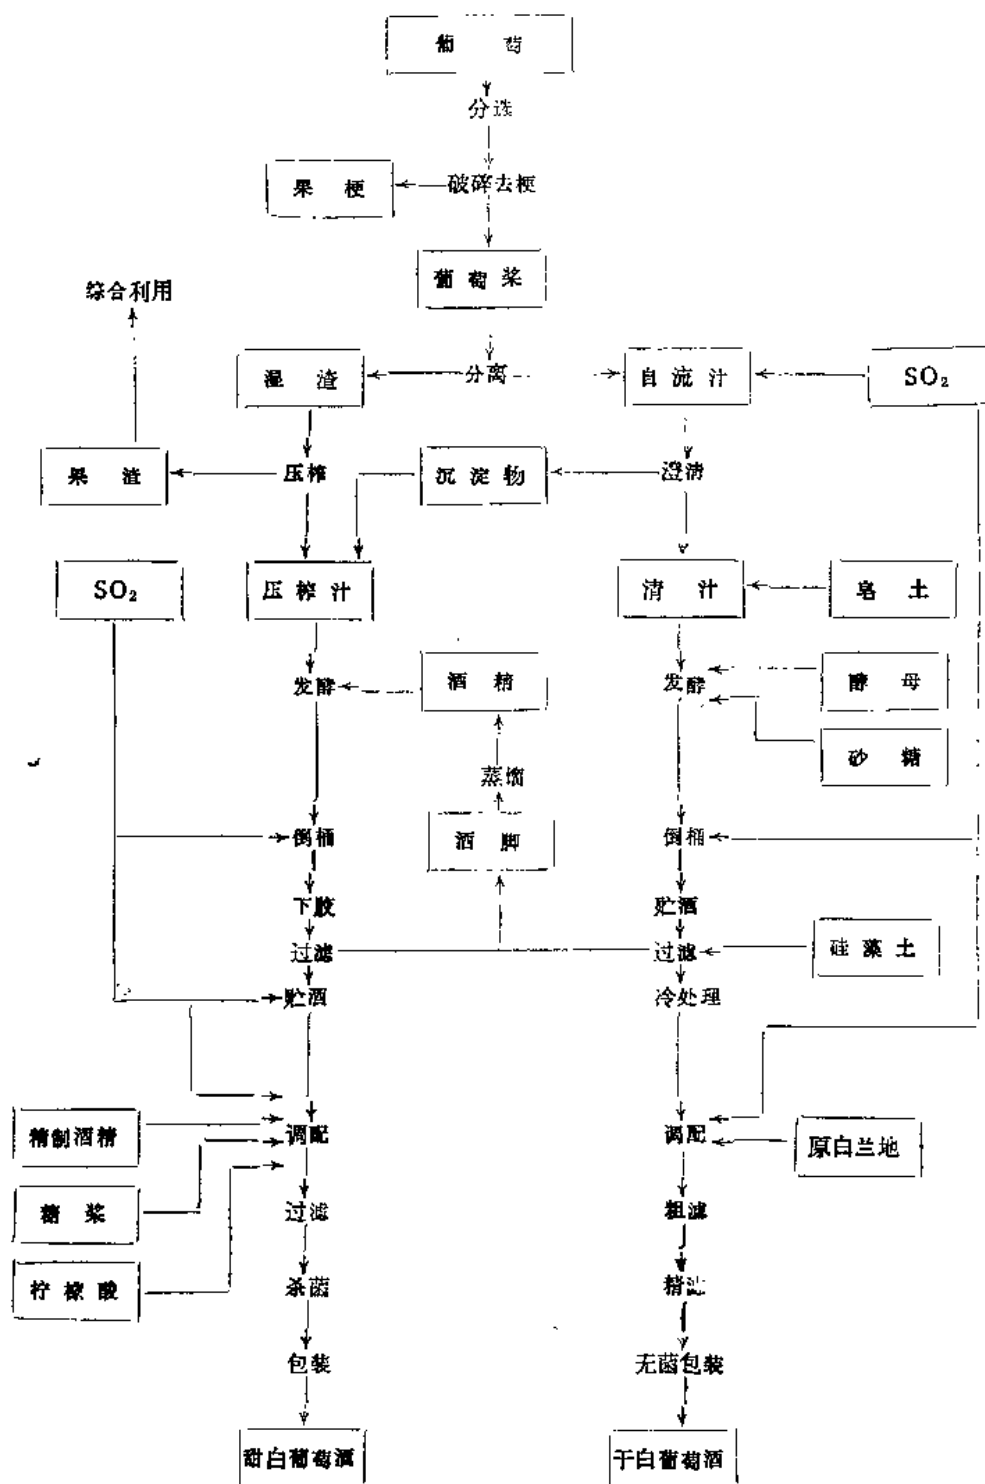 葡萄
分选
果梗
破碎去梗
葡萄浆
综合利用
湿渣
分离
自流汁
SO₂
果渣
压榨
沉淀物
澄清
SO₂
压榨汁
清汁
皂土
发酵
酒精
发酵
酵母
蒸馏
砂糖
倒桶
酒脚
倒桶
下胶
贮酒
过滤
过滤
硅藻土
贮酒
冷处理
精制酒精
调配
调配
原白兰地
糖浆
过滤
粗滤
柠檬酸
杀菌
精滤
包装
无菌包装
甜白葡萄酒
干白葡萄酒